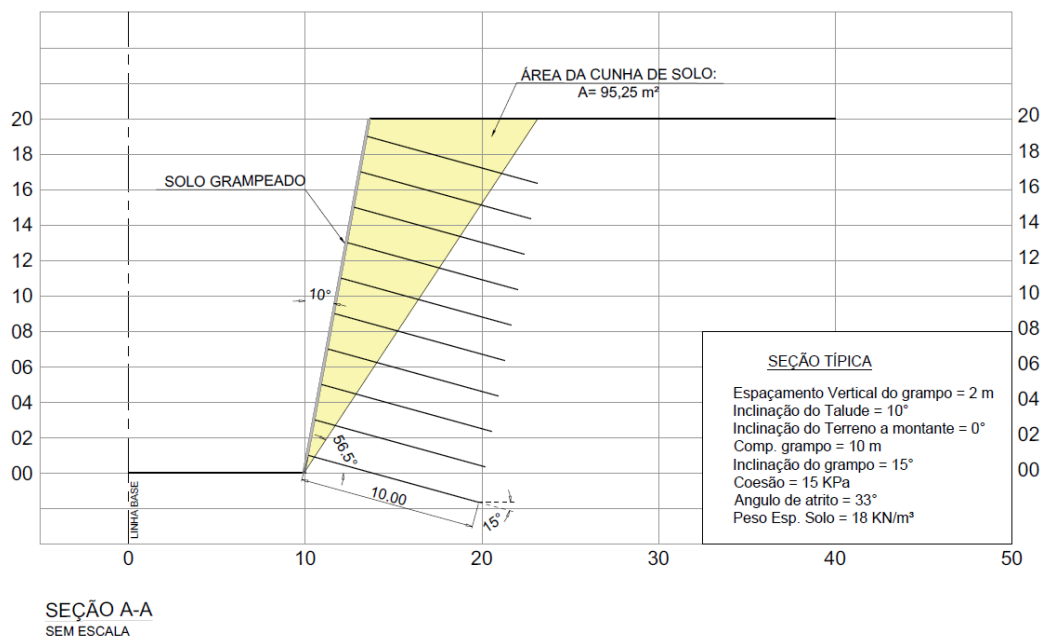 ÁREA DA CUNHA DE SOLO:
A= 95,25 m²
20
20
18
18
SOLO GRAMPEADO
16
16
14
14
12
12
10°
10
10
08
08
06
06
04
04
02
02
00
00
56.5°
10.00
15°
LINHA BASE
SEÇÃO TÍPICA
Espaçamento Vertical do grampo = 2 m
Inclinação do Talude = 10°
Inclinação do Terreno a montante = 0°
Comp. grampo = 10 m
Inclinação do grampo = 15°
Coesão = 15 KPa
Angulo de atrito = 33°
Peso Esp. Solo = 18 KN/m³
0
10
20
30
40
50
SEÇÃO A-A
SEM ESCALA